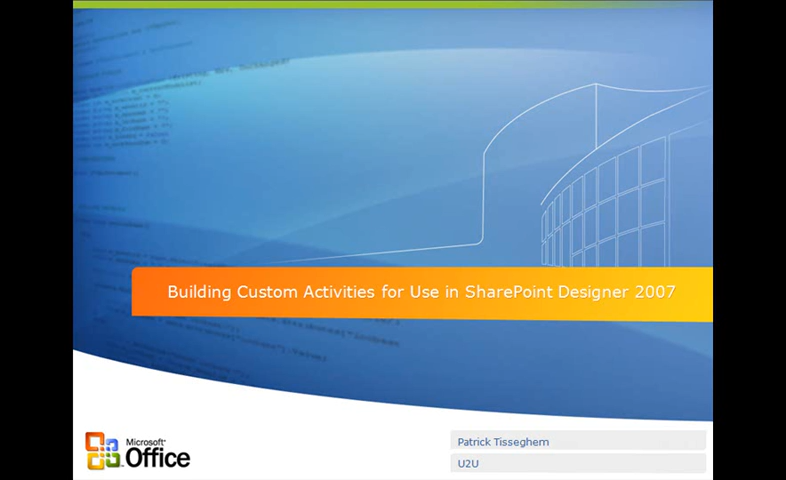 Building Custom Activities for Use in SharePoint Designer 2007
Microsoft
Office
Patrick Tisseghem
U2U